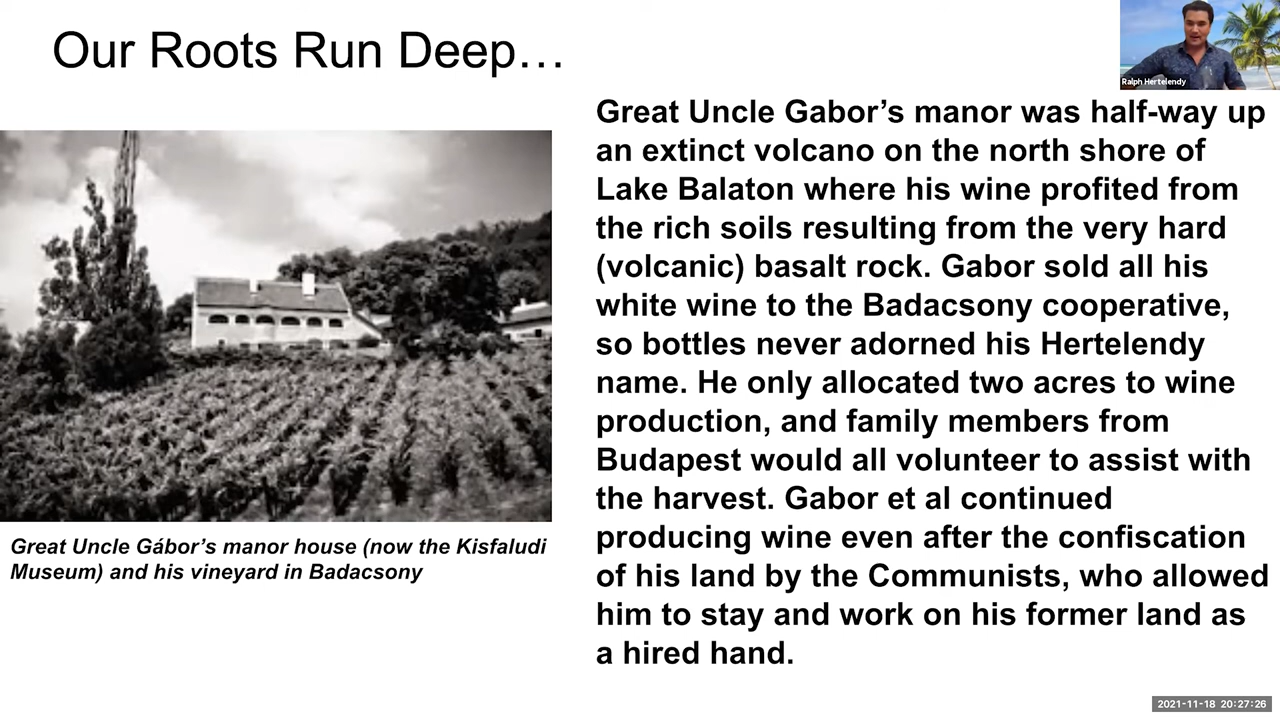 Our Roots Run Deep…
Ralph Hertelendy
Great Uncle Gabor’s manor was half-way up
an extinct volcano on the north shore of
Lake Balaton where his wine profited from
the rich soils resulting from the very hard
(volcanic) basalt rock. Gabor sold all his
white wine to the Badacsony cooperative,
so bottles never adorned his Hertelendy
name. He only allocated two acres to wine
production, and family members from
Budapest would all volunteer to assist with
the harvest. Gabor et al continued
producing wine even after the confiscation
of his land by the Communists, who allowed
him to stay and work on his former land as
a hired hand.
Great Uncle Gábor’s manor house (now the Kisfaludi
Museum) and his vineyard in Badacsony
2021-11-18 20:27:26